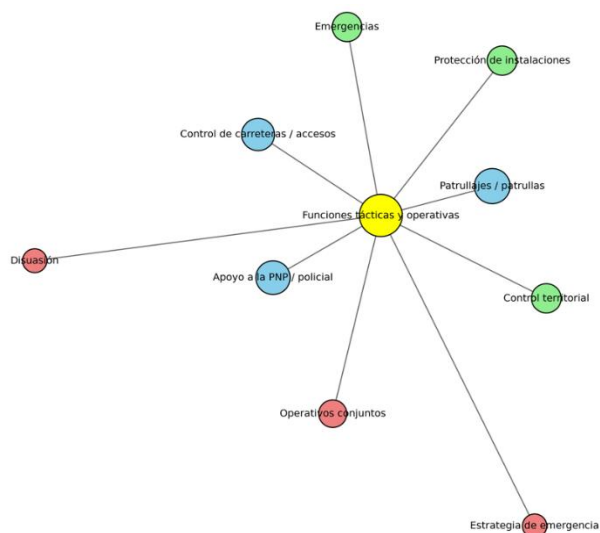 Emergencias
Protección de instalaciones
Control de carreteras / accesos
Patrullajes / patrullas
Funciones tácticas y operativas
Disuasión
Apoyo a la PNP / policial
Control territorial
Operativos conjuntos
Estrategia de emergencia